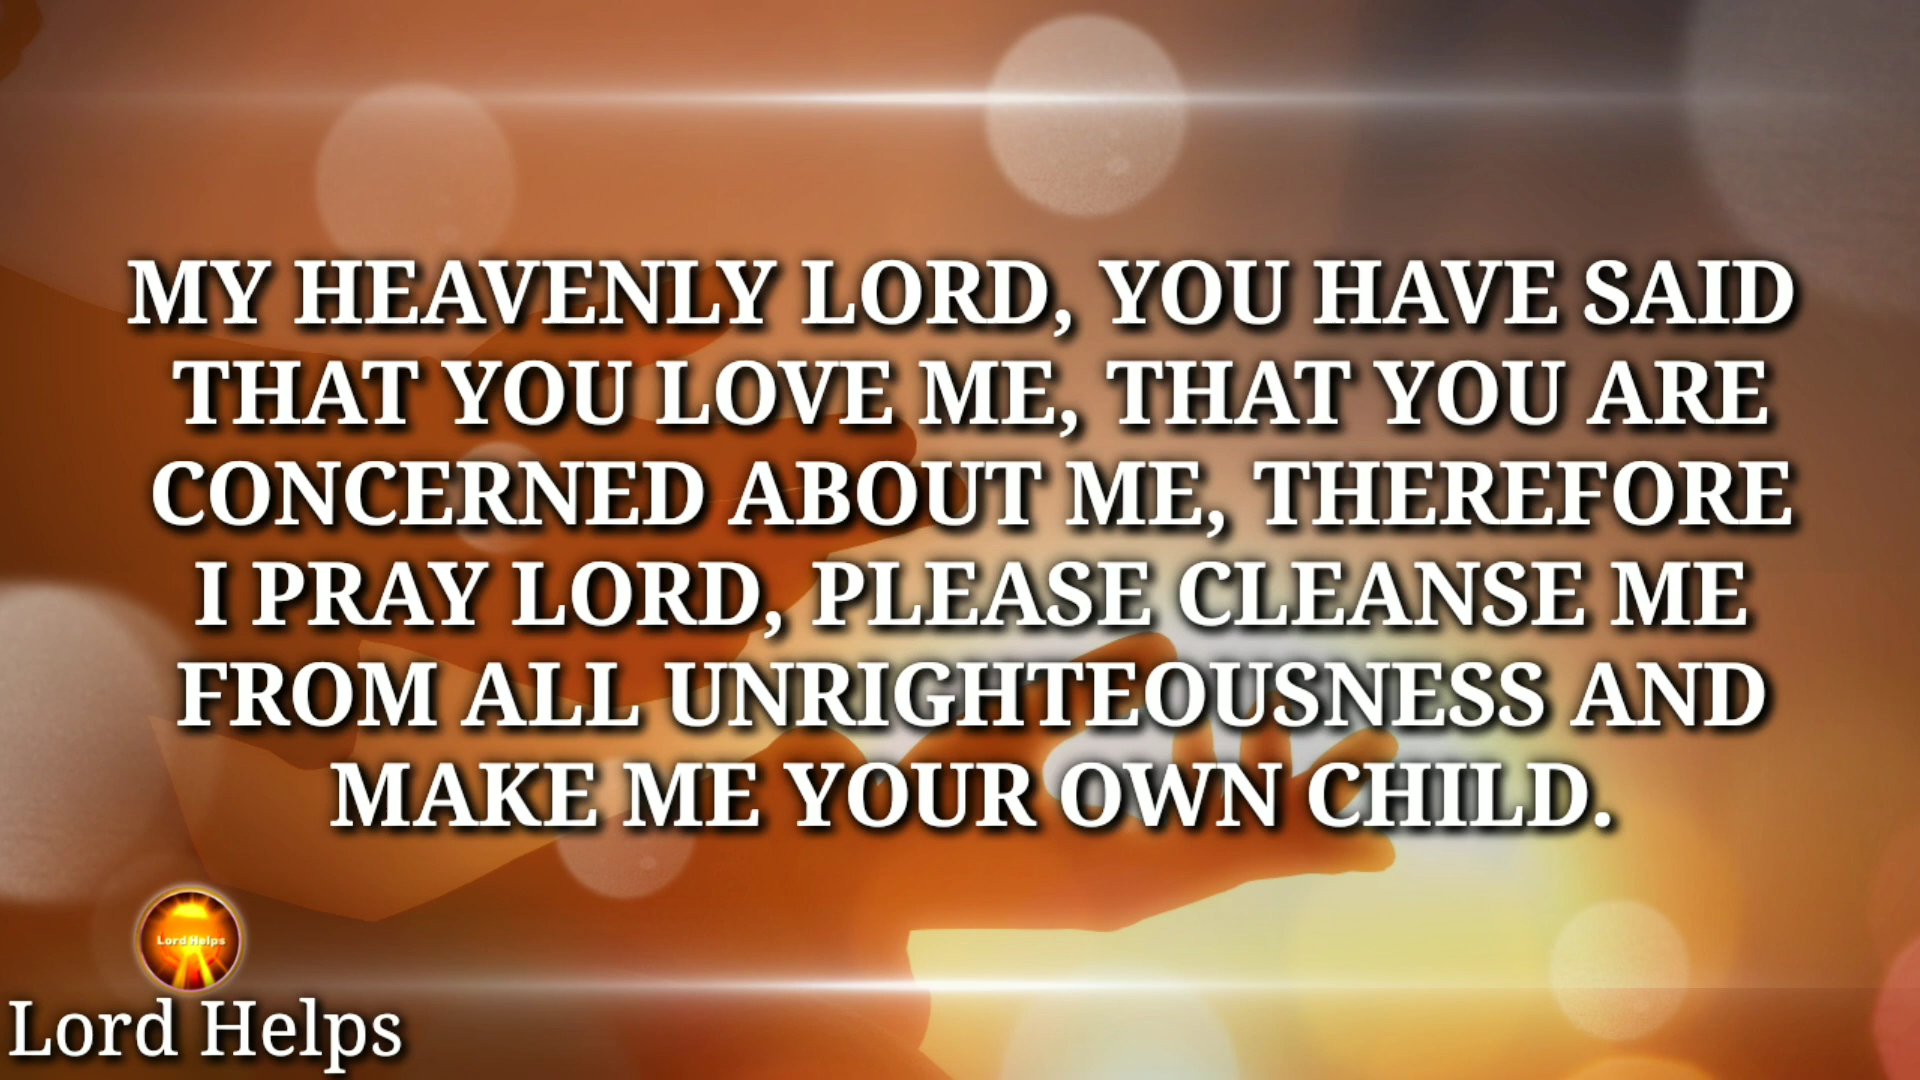 MY HEAVENLY LORD, YOU HAVE SAID
THAT YOU LOVE ME, THAT YOU ARE
CONCERNED ABOUT ME, THEREFORE
I PRAY LORD, PLEASE CLEANSE ME
FROM ALL UNRIGHTEOUSNESS AND
MAKE ME YOUR OWN CHILD.
Lord Helps
Lord Helps